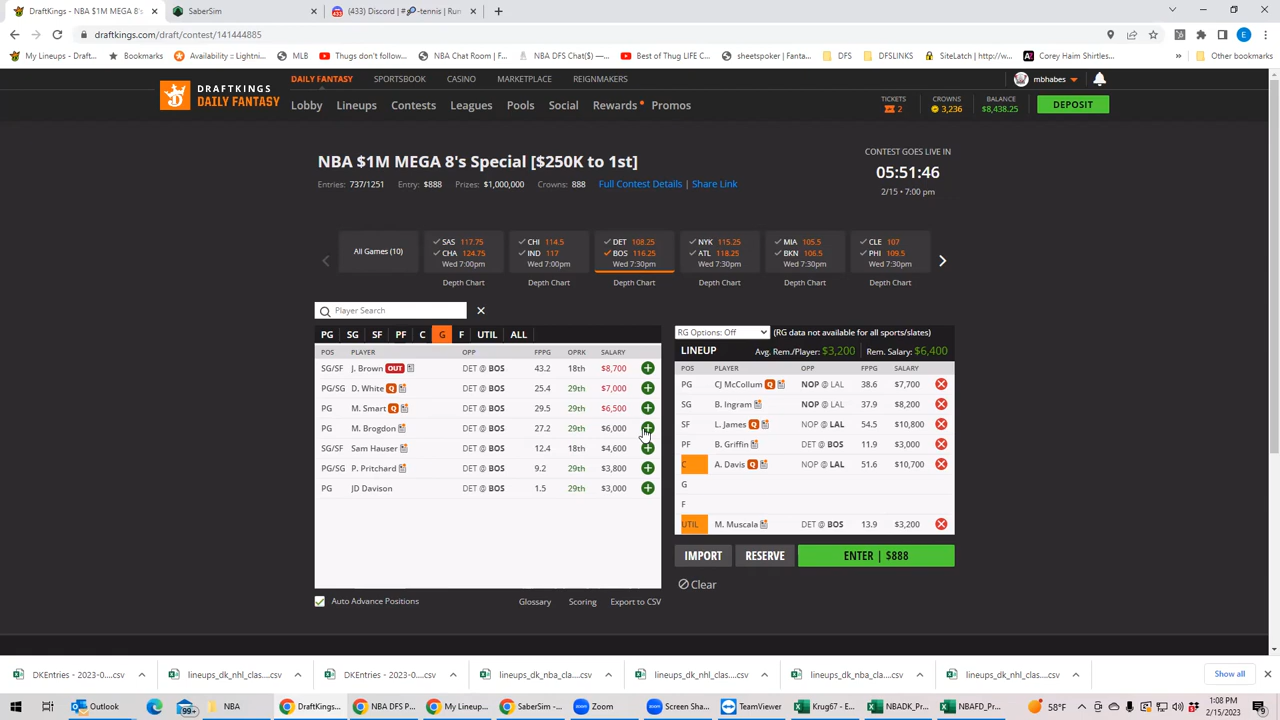 DraftKings - NBA $1M MEGA 8's S
SaberSim
(433) Discord | #🎾-tennis | Run
draftkings.com/draft/contest/141444885
My Lineups - Draft...
Bookmarks
Availability :: Lightni...
MLB
Thugs don't follow...
NBA Chat Room | F...
NBA DFS Chat($) —...
Best of Thug LIFE C...
sheetspoker | Fanta...
DFS
DFSLINKS
SiteLatch | http://w...
Corey Haim Shirtles...
»
Other bookmarks
DRAFTKINGS
DAILY FANTASY
DAILY FANTASY SPORTSBOOK CASINO MARKETPLACE REIGNMAKERS
mbhabes
Lobby Lineups Contests Leagues Pools Social Rewards Promos
TICKETS 2
CROWNS 3,236
BALANCE $8,438.25
DEPOSIT
NBA $1M MEGA 8's Special [$250K to 1st]
Entries: 737/1251 Entry: $888 Prizes: $1,000,000 Crowns: 888 Full Contest Details | Share Link
CONTEST GOES LIVE IN
05:51:46
2/15 • 7:00 pm
All Games (10)
SAS 117.75
CHA 124.75
Wed 7:00pm
Depth Chart
CHI 114.5
IND 117
Wed 7:00pm
Depth Chart
DET 108.25
BOS 116.25
Wed 7:30pm
Depth Chart
NYK 115.25
ATL 118.25
Wed 7:30pm
Depth Chart
MIA 105.5
BKN 106.5
Wed 7:30pm
Depth Chart
CLE 107
PHI 109.5
Wed 7:30pm
Depth Chart
Player Search
PG SG SF PF C G F UTIL ALL
POS PLAYER OPP FPPG OPRK SALARY
SG/SF J. Brown OUT DET @ BOS 43.2 18th $8,700
PG/SG D. White Q DET @ BOS 25.4 29th $7,000
PG M. Smart Q DET @ BOS 29.5 29th $6,500
PG M. Brogdon DET @ BOS 27.2 29th $6,000
SG/SF Sam Hauser DET @ BOS 12.4 18th $4,600
PG/SG P. Pritchard DET @ BOS 9.2 29th $3,800
PG JD Davison DET @ BOS 1.5 29th $3,000
Auto Advance Positions Glossary Scoring Export to CSV
RG Options: Off (RG data not available for all sports/slates)
LINEUP Avg. Rem./Player: $3,200 Rem. Salary: $6,400
POS PLAYER OPP FPPG SALARY
PG CJ McCollum Q NOP @ LAL 38.6 $7,700
SG B. Ingram NOP @ LAL 37.9 $8,200
SF L. James Q NOP @ LAL 54.5 $10,800
PF B. Griffin DET @ BOS 11.9 $3,000
C A. Davis Q NOP @ LAL 51.6 $10,700
G
F
UTIL M. Muscala DET @ BOS 13.9 $3,200
IMPORT RESERVE ENTER | $888
Clear
DKEntries - 2023-0....csv
lineups_dk_nhl_clas....csv
DKEntries - 2023-0....csv
lineups_dk_nba_cla....csv
lineups_dk_nhl_clas....csv
lineups_dk_nba_clas....csv
lineups_dk_nhl_clas....csv
Show all
Outlook
99+
NBA
DraftKings...
NBA DFS P...
My Lineup...
SaberSim -...
Zoom
Screen Sha...
TeamViewer
Krug67 - E...
NBADK_Pr...
NBAFD_Pr...
58°F
1:08 PM
2/15/2023